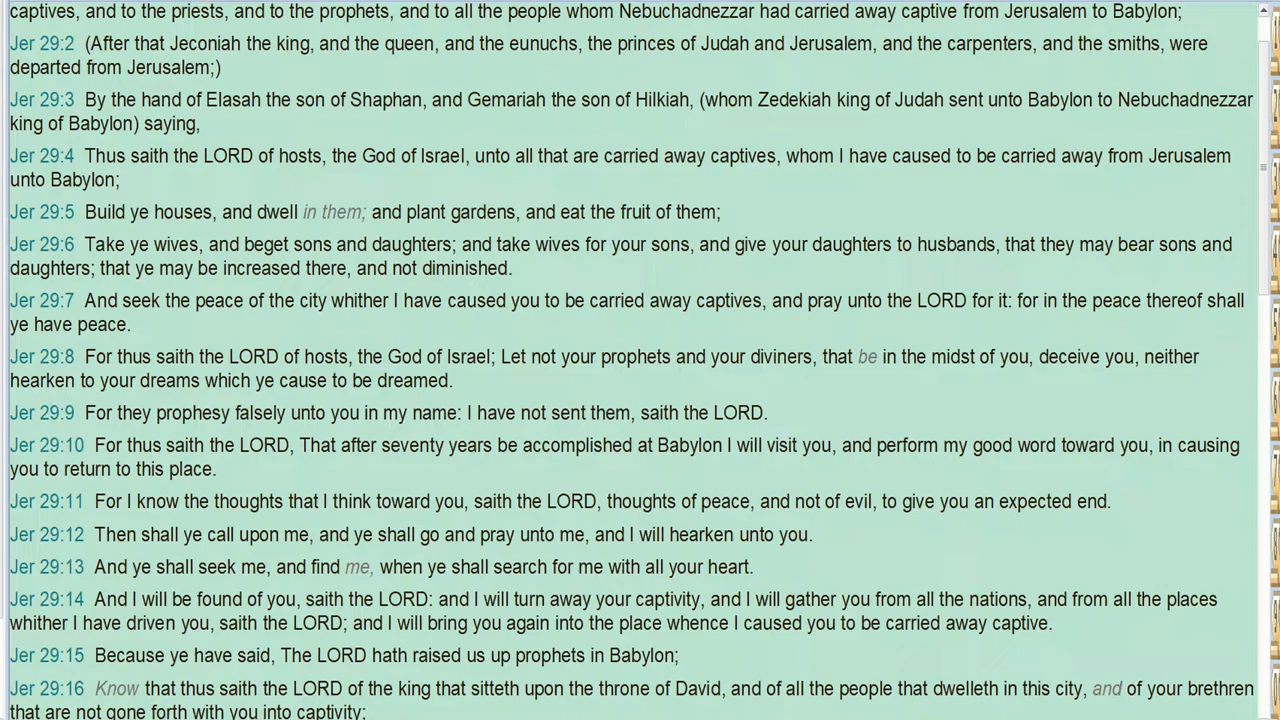 captives, and to the priests, and to the prophets, and to all the people whom Nebuchadnezzar had carried away captive from Jerusalem to Babylon;
Jer 29:2 (After that Jeconiah the king, and the queen, and the eunuchs, the princes of Judah and Jerusalem, and the carpenters, and the smiths, were
departed from Jerusalem;)
Jer 29:3 By the hand of Elasah the son of Shaphan, and Gemariah the son of Hilkiah, (whom Zedekiah king of Judah sent unto Babylon to Nebuchadnezzar
king of Babylon) saying,
Jer 29:4 Thus saith the LORD of hosts, the God of Israel, unto all that are carried away captives, whom I have caused to be carried away from Jerusalem
unto Babylon;
Jer 29:5 Build ye houses, and dwell in them; and plant gardens, and eat the fruit of them;
Jer 29:6 Take ye wives, and beget sons and daughters; and take wives for your sons, and give your daughters to husbands, that they may bear sons and
daughters; that ye may be increased there, and not diminished.
Jer 29:7 And seek the peace of the city whither I have caused you to be carried away captives, and pray unto the LORD for it: for in the peace thereof shall
ye have peace.
Jer 29:8 For thus saith the LORD of hosts, the God of Israel; Let not your prophets and your diviners, that be in the midst of you, deceive you, neither
hearken to your dreams which ye cause to be dreamed.
Jer 29:9 For they prophesy falsely unto you in my name: I have not sent them, saith the LORD.
Jer 29:10 For thus saith the LORD, That after seventy years be accomplished at Babylon I will visit you, and perform my good word toward you, in causing
you to return to this place.
Jer 29:11 For I know the thoughts that I think toward you, saith the LORD, thoughts of peace, and not of evil, to give you an expected end.
Jer 29:12 Then shall ye call upon me, and ye shall go and pray unto me, and I will hearken unto you.
Jer 29:13 And ye shall seek me, and find me, when ye shall search for me with all your heart.
Jer 29:14 And I will be found of you, saith the LORD: and I will turn away your captivity, and I will gather you from all the nations, and from all the places
whither I have driven you, saith the LORD; and I will bring you again into the place whence I caused you to be carried away captive.
Jer 29:15 Because ye have said, The LORD hath raised us up prophets in Babylon;
Jer 29:16 Know that thus saith the LORD of the king that sitteth upon the throne of David, and of all the people that dwelleth in this city, and of your brethren
that are not gone forth with you into captivity;